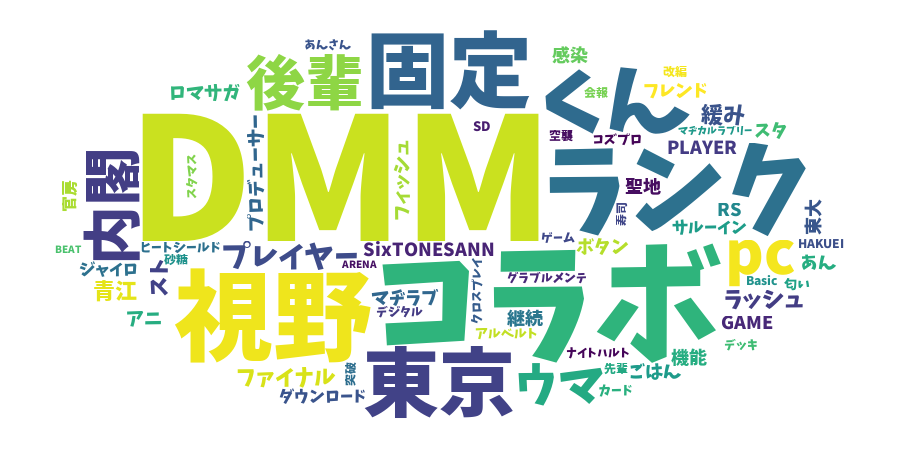 DMM
コラボ
ランク
視野
固定
東京
くん
後輩
内閣
pc
ウマ
プレイヤー
SixTONESANN
あんさん
ロマサガ
感染
改編
フレンド
会報
緩み
マヂカルラブリー
スタ
空襲
コズプロ
PLAYER
SD
プロデューサー
フィッシュ
スタマス
官房
聖地
寿司
RS
サルーイン
東大
HAKUEI
BEAT
ヒートシールド
砂糖
ジャイロ
スト
青江
アニ
ARENA
ゲーム
ボタン
グラブルメンテ
クロスプレイ
マヂラブ
デジタル
アルベルト
継続
あん
Basic
匂い
ラッシュ
GAME
デッキ
機能
ナイトハルト
先輩
ごはん
カード
ファイナル
突破
ダウンロード